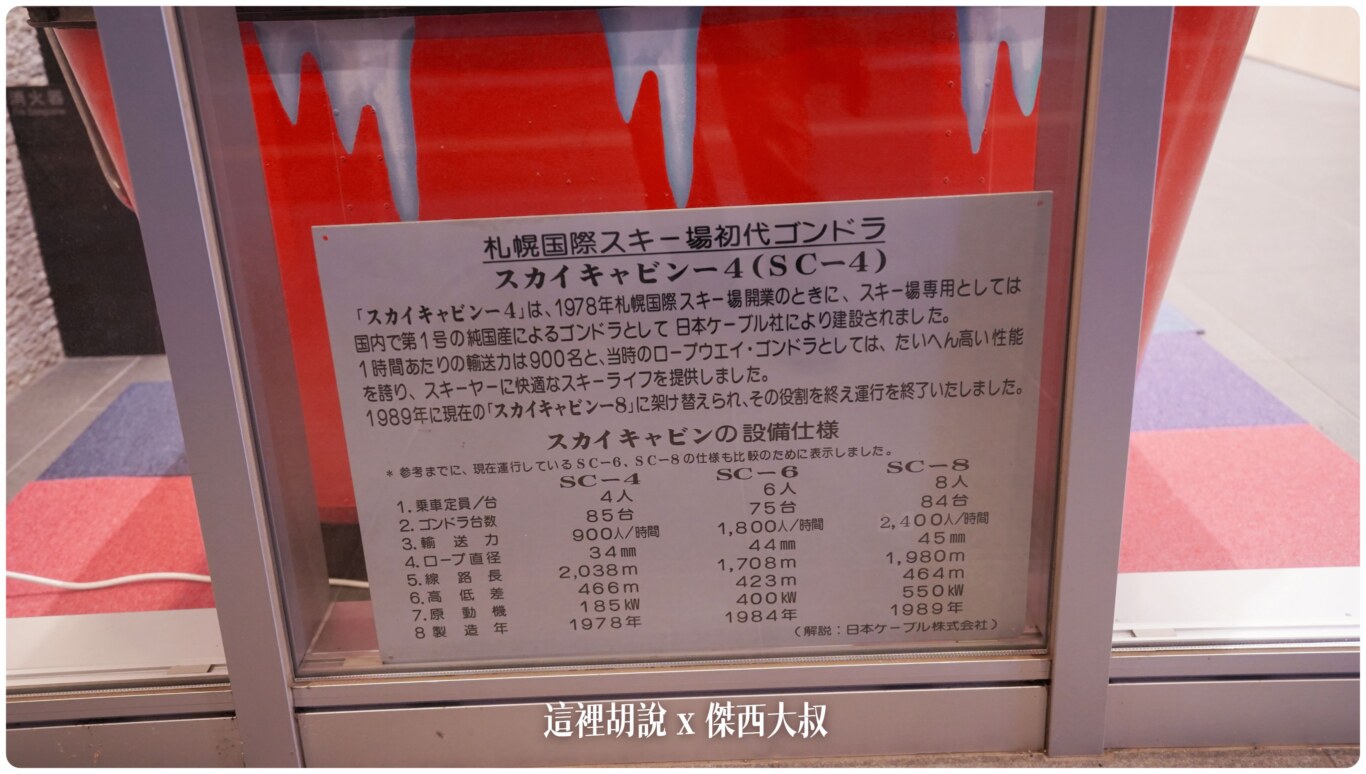 消火器
札幌国際スキー場初代ゴンドラ
スカイキャビンー4(SCー4)
「スカイキャビンー4」は、1978年札幌国際スキー場開業のときに、スキー場専用としては
国内で第1号の純国産によるゴンドラとして日本ケーブル社により建設されました。
1時間あたりの輸送力は900名と、当時のロープウエイ・ゴンドラとしては、たいへん高い性能
を誇り、スキーヤーに快適なスキーライフを提供しました。
1989年に現在の「スカイキャビンー8」に架け替えられ、その役割を終え運行を終了いたしました。
スカイキャビンの設備仕様
* 参考までに、現在運行しているSC-6, SC-8の仕様も比較のために表示しました。
SC-4 SC-6 SC-8
1. 乗車定員/台 4人 6人 8人
2. ゴンドラ台数 85台 75台 84台
3. 輸送力 900人/時間 1,800人/時間 2,400人/時間
4. ロープ直径 34㎜ 44㎜ 45㎜
5. 線路長 2,038m 1,708m 1,980m
6. 高低差 466m 423m 464m
7. 原動機 185㎾ 400㎾ 550㎾
8 製造年 1978年 1984年 1989年
(解説：日本ケーブル株式会社)
這裡胡說 x 傑西大叔